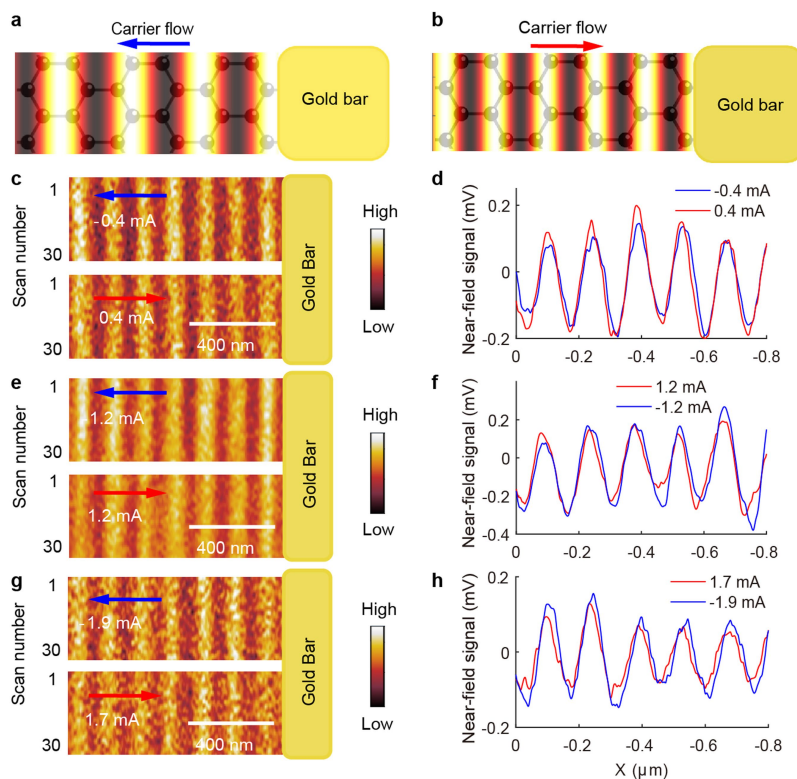 a
Carrier flow
Gold bar
b
Carrier flow
Gold bar
c
Scan number
1
30
-0.4 mA
1
30
0.4 mA
400 nm
Gold Bar
High
Low
d
Near-field signal (mV)
0.2
0
-0.2
-0.4 mA
0.4 mA
0 -0.2 -0.4 -0.6 -0.8
e
Scan number
1
30
-1.2 mA
1
30
1.2 mA
400 nm
Gold Bar
High
Low
f
Near-field signal (mV)
0.2
0
-0.2
-0.4
1.2 mA
-1.2 mA
0 -0.2 -0.4 -0.6 -0.8
g
Scan number
1
30
-1.9 mA
1
30
1.7 mA
400 nm
Gold Bar
High
Low
h
Near-field signal (mV)
0.2
0
-0.2
1.7 mA
-1.9 mA
0 -0.2 -0.4 -0.6 -0.8
X (μm)